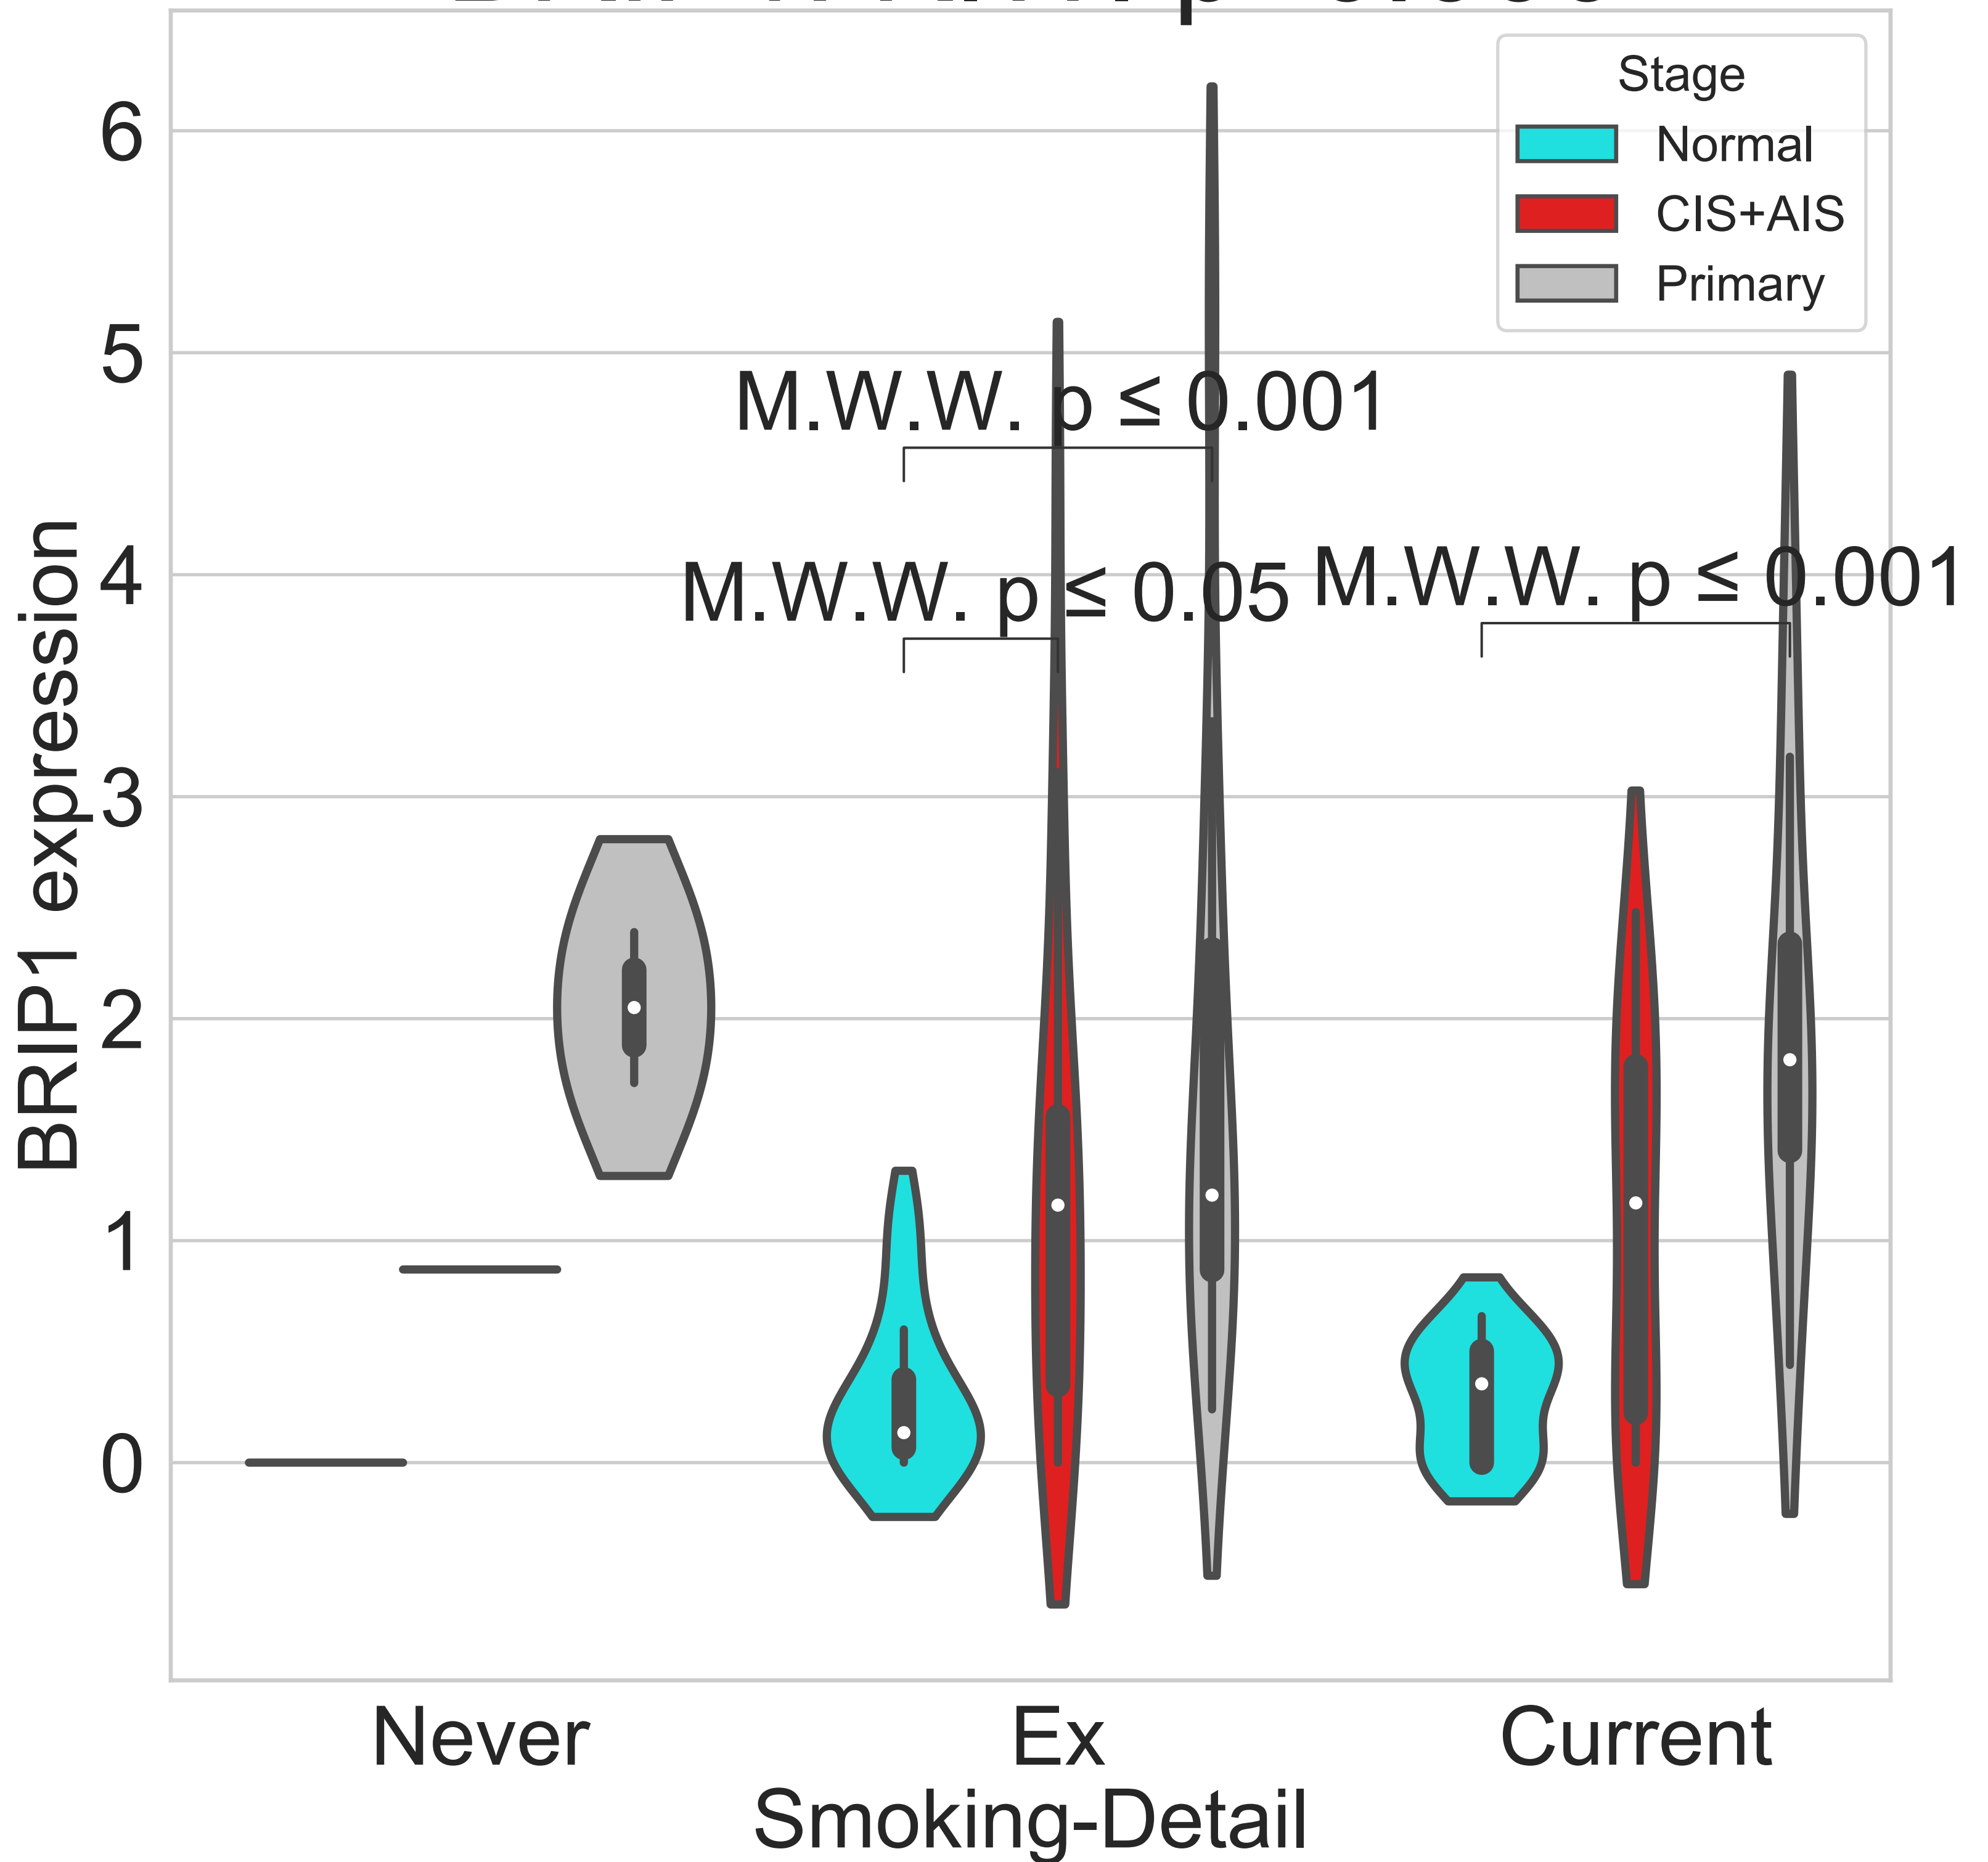 Stage
Normal
CIS+AIS
Primary
6
5
4
3
2
1
0
BRIP1 expression
M.W.W. p ≤ 0.001
M.W.W. p ≤ 0.05
M.W.W. p ≤ 0.001
Never
Ex
Current
Smoking-Detail